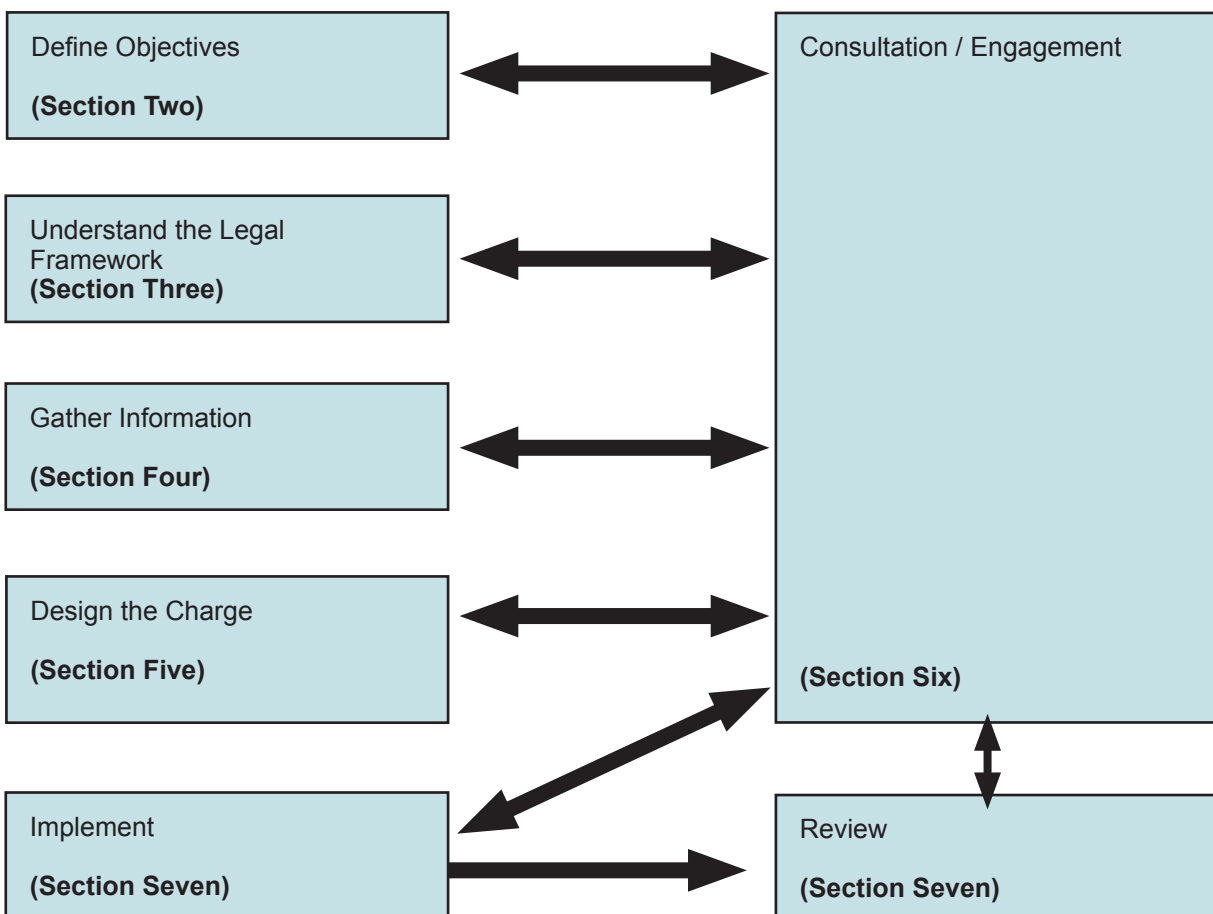 Define Objectives
(Section Two)
Understand the Legal
Framework
(Section Three)
Gather Information
(Section Four)
Design the Charge
(Section Five)
Implement
(Section Seven)
Consultation / Engagement
(Section Six)
Review
(Section Seven)